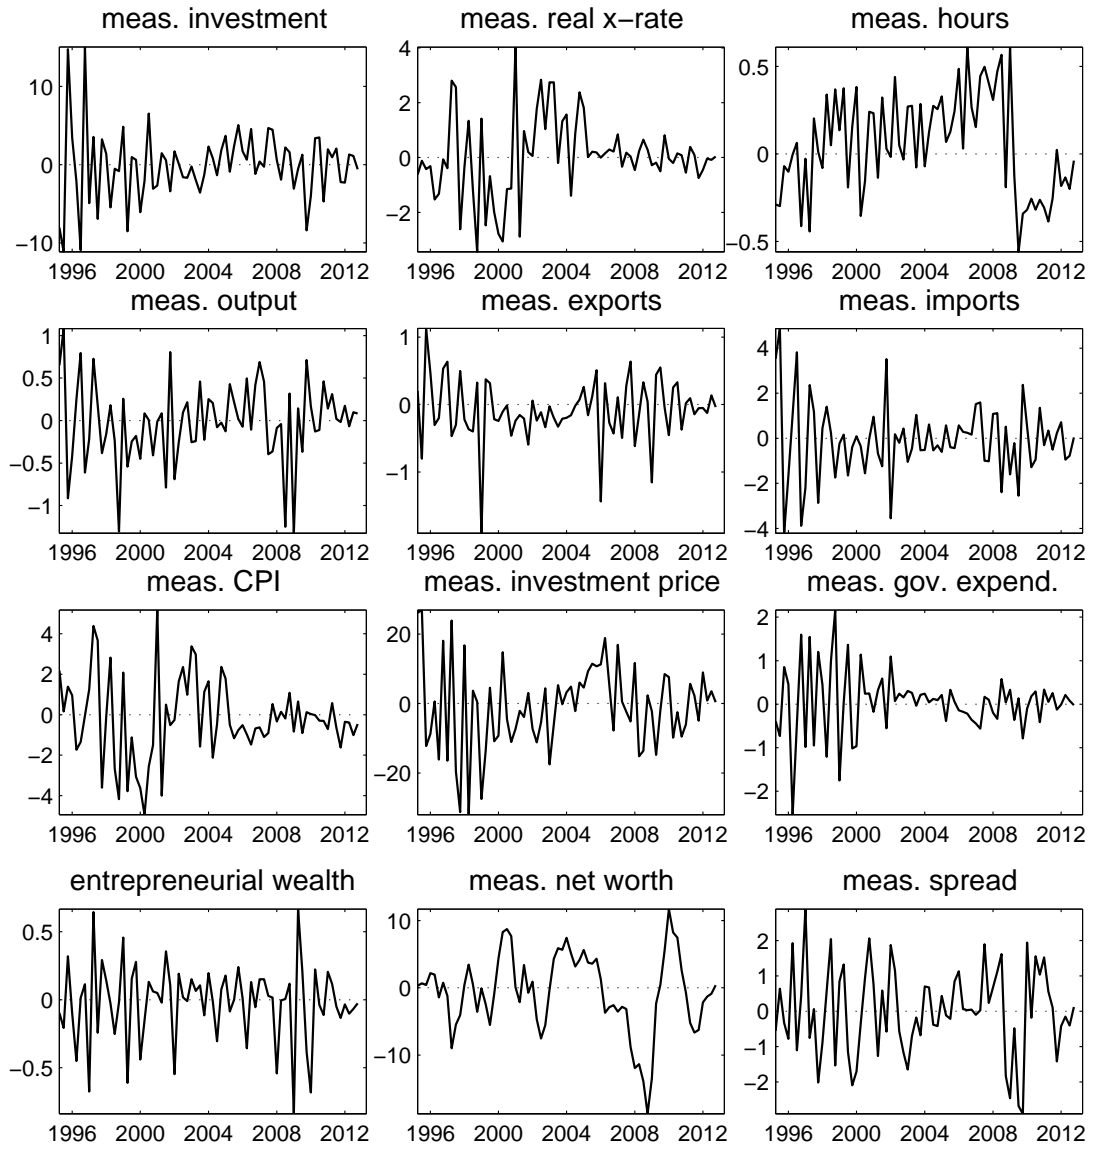 meas. investment
10
0
−10
1996 2000 2004 2008 2012
meas. real x−rate
4
2
0
−2
1996 2000 2004 2008 2012
meas. hours
0.5
0
−0.5
1996 2000 2004 2008 2012
meas. output
1
0.5
0
−0.5
−1
1996 2000 2004 2008 2012
meas. exports
1
0
−1
1996 2000 2004 2008 2012
meas. imports
4
2
0
−2
−4
1996 2000 2004 2008 2012
meas. CPI
4
2
0
−2
−4
1996 2000 2004 2008 2012
meas. investment price
20
0
−20
1996 2000 2004 2008 2012
meas. gov. expend.
2
1
0
−1
−2
1996 2000 2004 2008 2012
entrepreneurial wealth
0.5
0
−0.5
1996 2000 2004 2008 2012
meas. net worth
10
0
−10
1996 2000 2004 2008 2012
meas. spread
2
1
0
−1
−2
1996 2000 2004 2008 2012